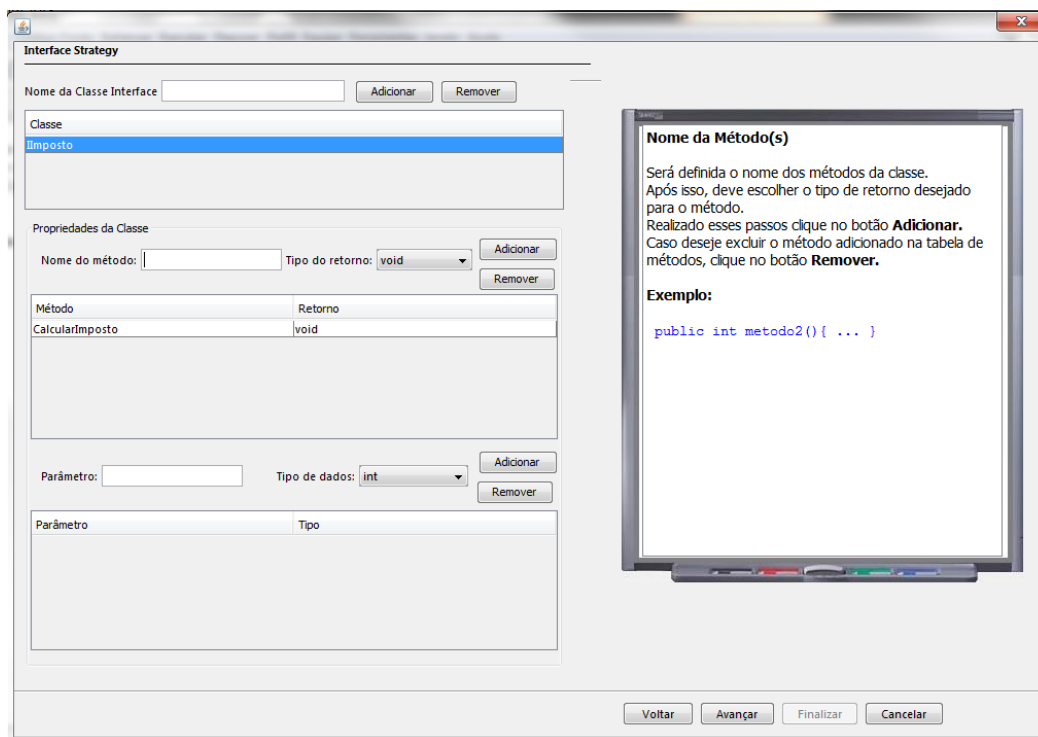 Interface Strategy
Nome da Classe Interface
Adicionar
Remover
Classe
IImposto
Propriedades da Classe
Nome do método:
Tipo do retorno: void
Adicionar
Remover
Método Retorno
CalcularImposto void
Parâmetro:
Tipo de dados: int
Adicionar
Remover
Parâmetro Tipo
Nome da Método(s)
Será definida o nome dos métodos da classe.
Após isso, deve escolher o tipo de retorno desejado
para o método.
Realizado esses passos clique no botão Adicionar.
Caso deseje excluir o método adicionado na tabela de
métodos, clique no botão Remover.
Exemplo:
public int metodo2(){ ... }
Voltar
Avançar
Finalizar
Cancelar